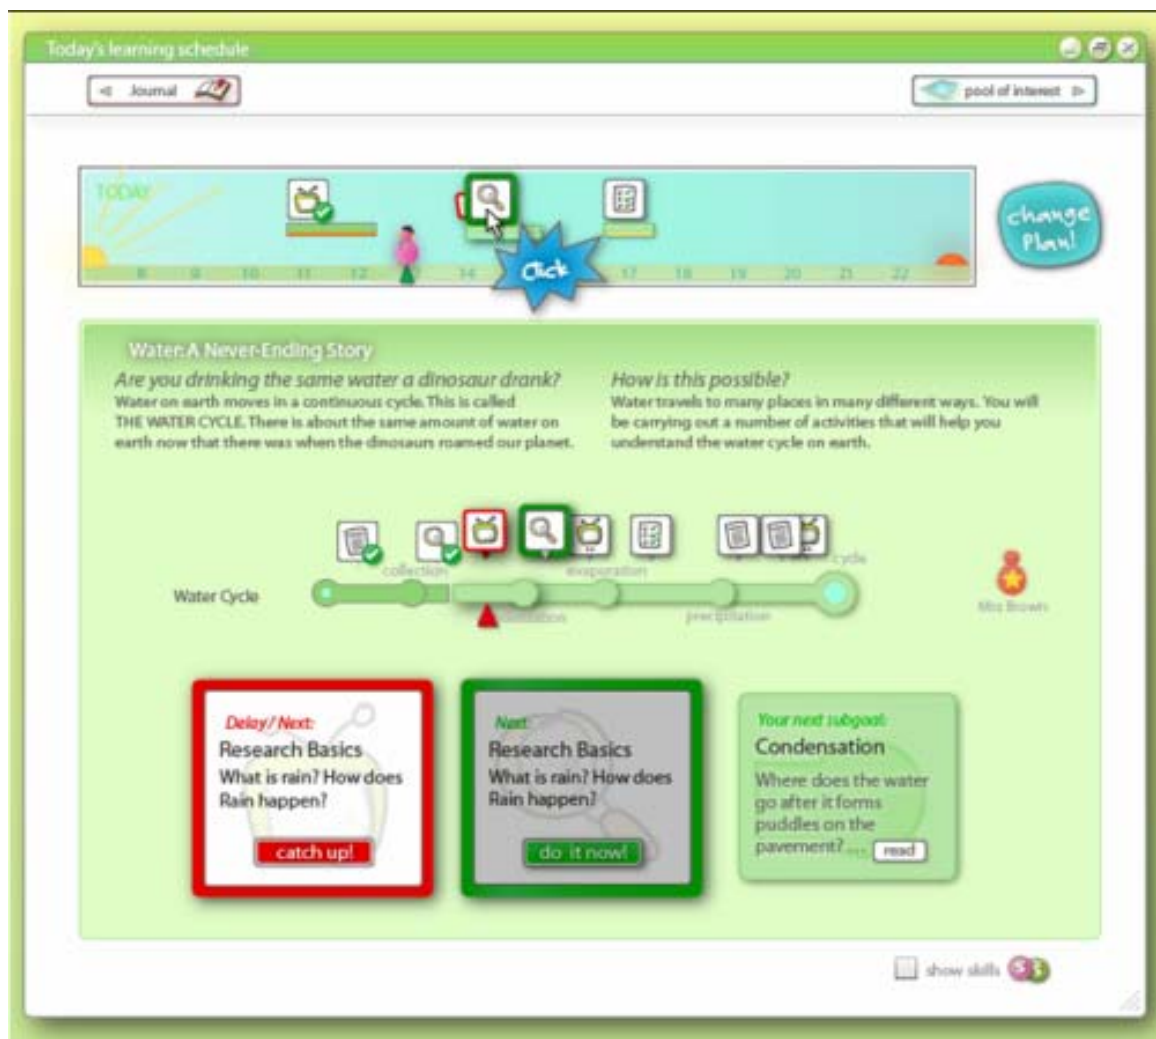 Today's learning schedule
Journal
pool of interest
TODAY
change
Plan!
Click
8 9 10 11 12 14 17 18 19 20 21 22
Water: A Never-Ending Story
Are you drinking the same water a dinosaur drank?
Water on earth moves in a continuous cycle. This is called
THE WATER CYCLE. There is about the same amount of water on
earth now that there was when the dinosaurs roamed our planet.
How is this possible?
Water travels to many places in many different ways. You will
be carrying out a number of activities that will help you
understand the water cycle on earth.
collection
evaporation
cycle
Water Cycle
precipitation
Mrs Brown
Delay/ Next:
Research Basics
What is rain? How does
Rain happen?
catch up!
Next:
Research Basics
What is rain? How does
Rain happen?
do it now!
Your next subgoal:
Condensation
Where does the water
go after it forms
puddles on the
pavement? ...
read
show skills